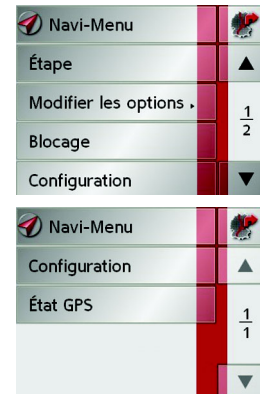 Navi-Menu
Étape
Modifier les options
1
2
Blocage
Configuration
Navi-Menu
Configuration
État GPS
1
1